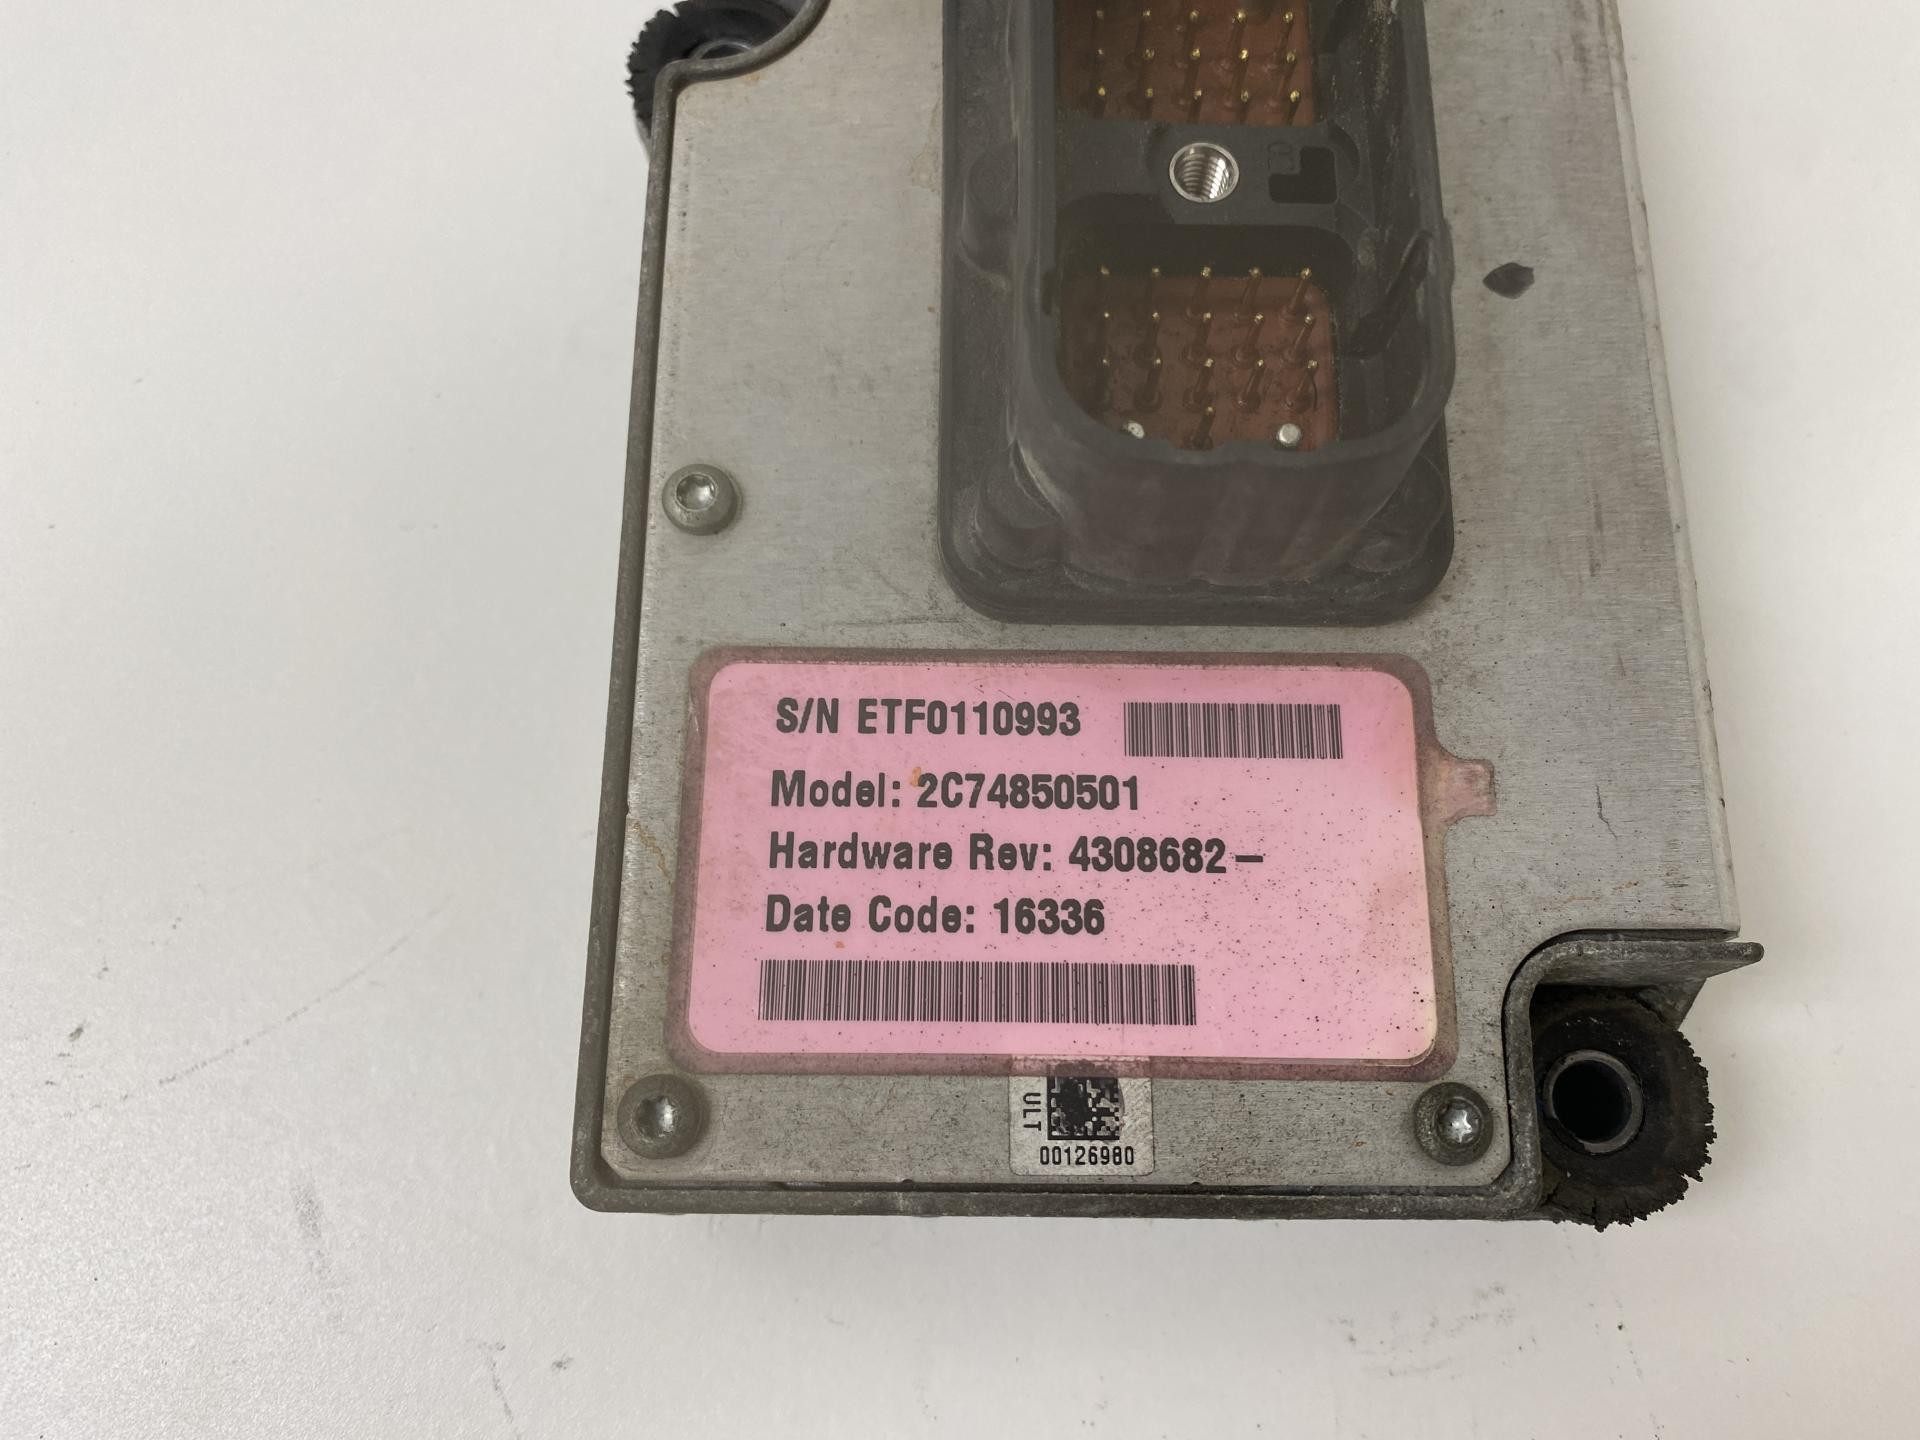 S/N ETF0110993
Model: 2C74850501
Hardware Rev: 4308682 –
Date Code: 16336
ULT
00126980